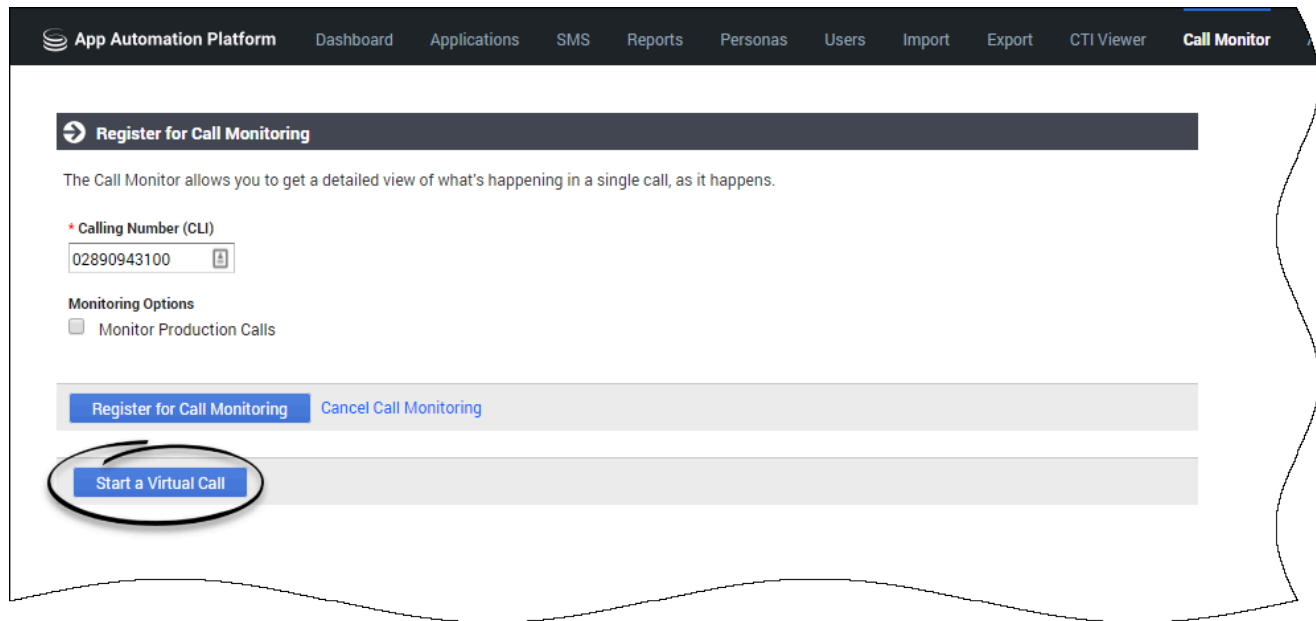 App Automation Platform Dashboard Applications SMS Reports Personas Users Import Export CTI Viewer Call Monitor
Register for Call Monitoring
The Call Monitor allows you to get a detailed view of what's happening in a single call, as it happens.
* Calling Number (CLI)
02890943100
Monitoring Options
Monitor Production Calls
Register for Call Monitoring Cancel Call Monitoring
Start a Virtual Call